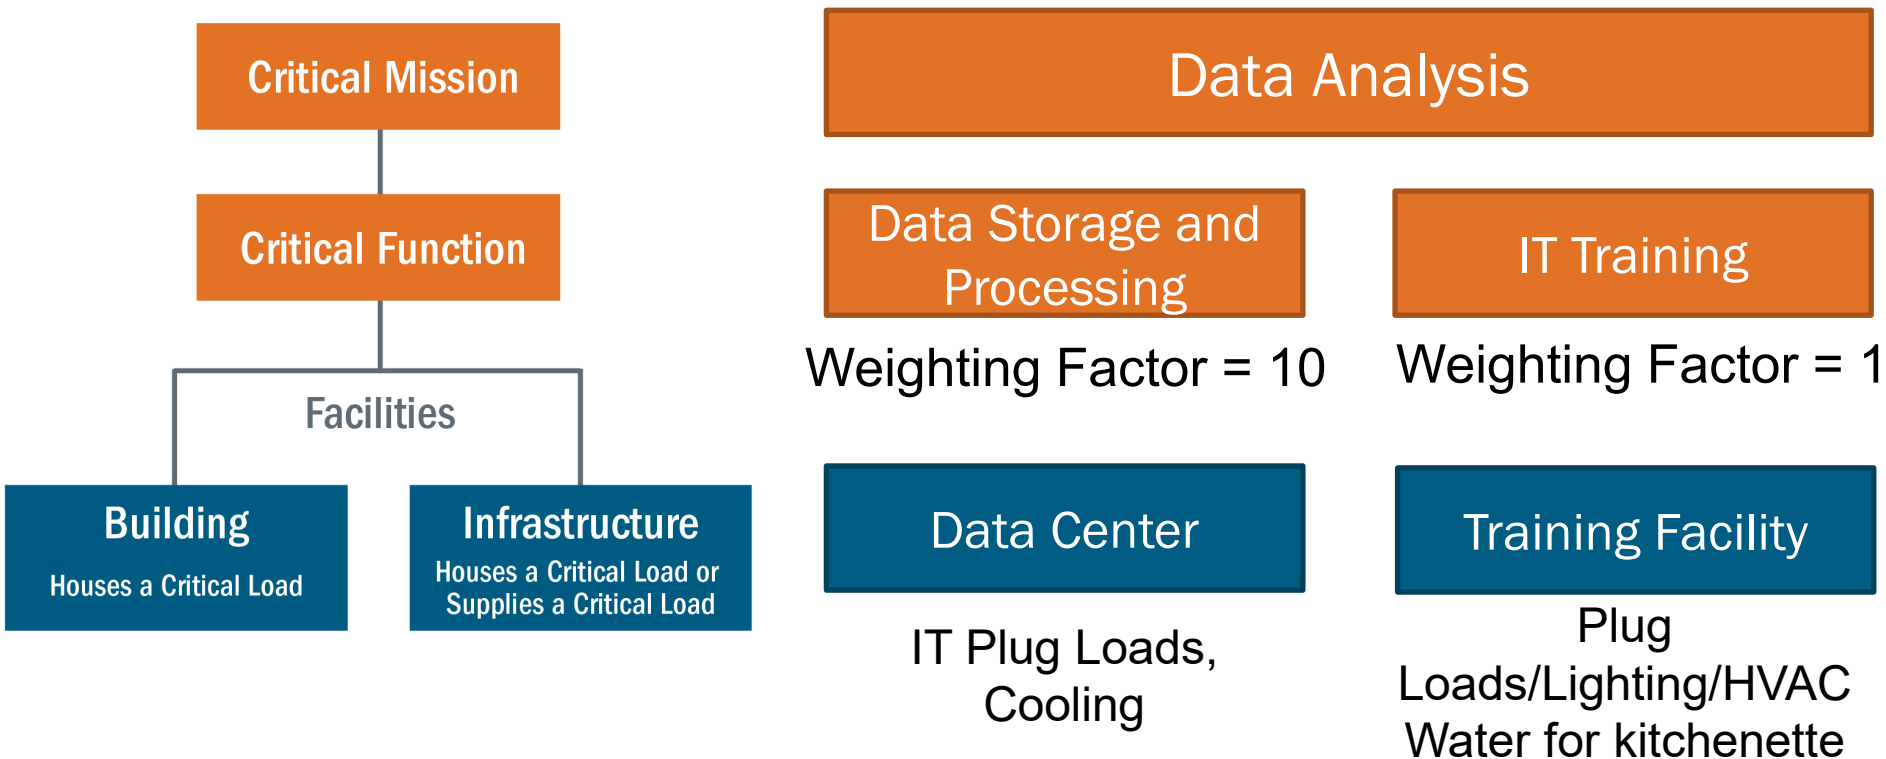 Critical Mission
Critical Function
Facilities
Building
Houses a Critical Load
Infrastructure
Houses a Critical Load or
Supplies a Critical Load
Data Analysis
Data Storage and
Processing
Weighting Factor = 10
IT Training
Weighting Factor = 1
Data Center
IT Plug Loads,
Cooling
Training Facility
Plug
Loads/Lighting/HVAC
Water for kitchenette